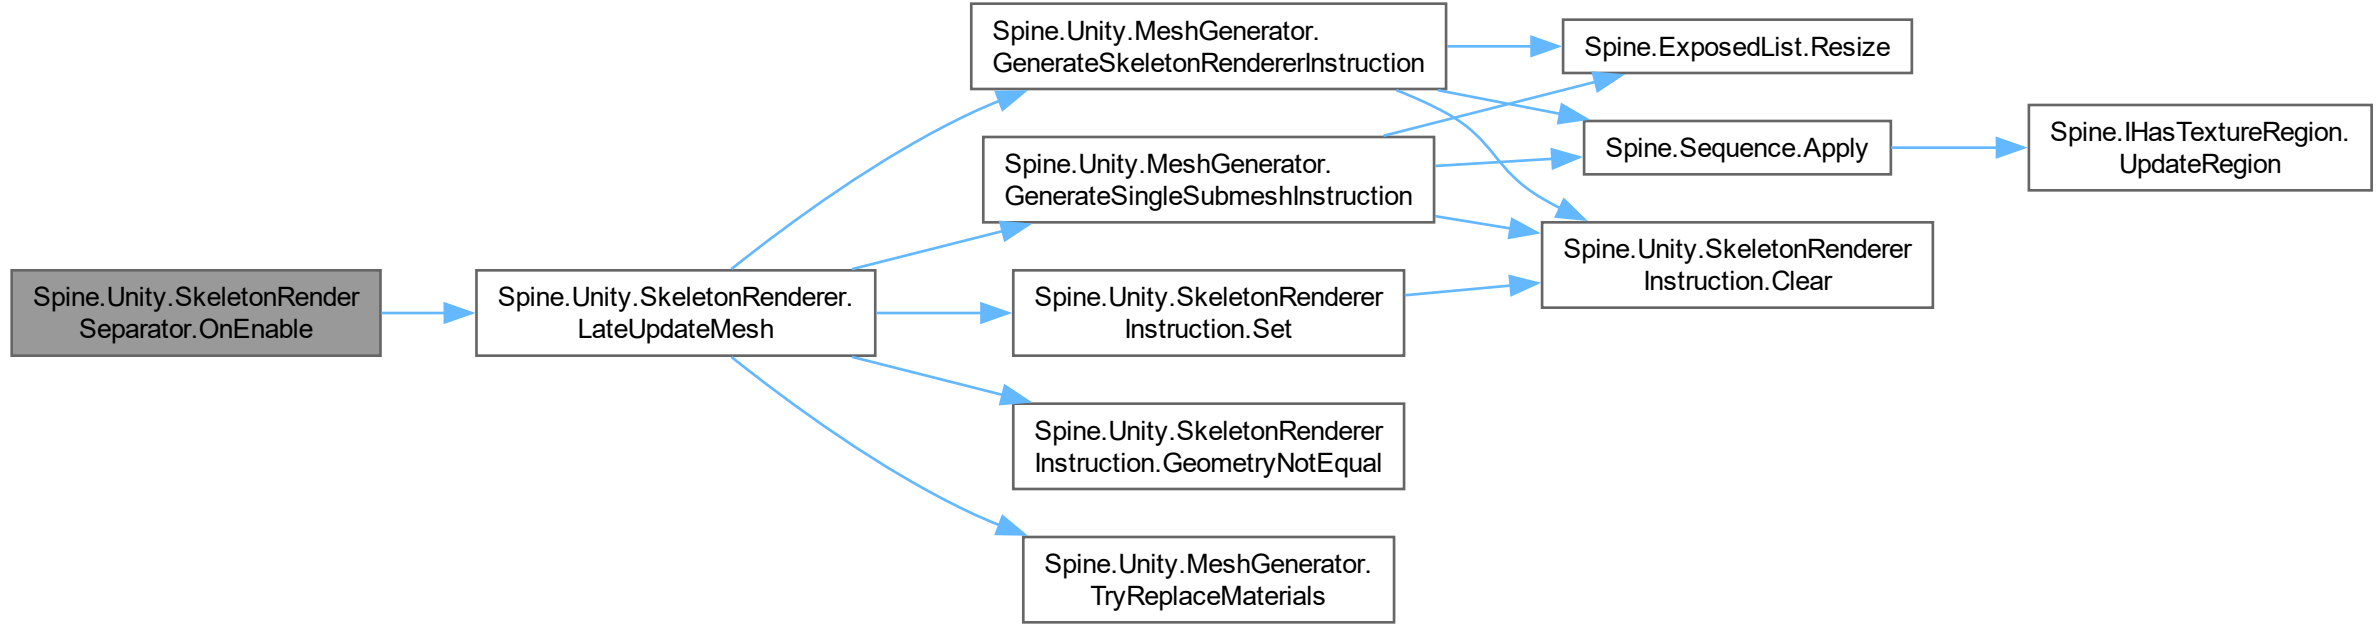 Spine.Unity.SkeletonRender
Separator.OnEnable
Spine.Unity.SkeletonRenderer.
LateUpdateMesh
Spine.Unity.MeshGenerator.
GenerateSkeletonRendererInstruction
Spine.Unity.MeshGenerator.
GenerateSingleSubmeshInstruction
Spine.Unity.SkeletonRenderer
Instruction.Set
Spine.Unity.SkeletonRenderer
Instruction.GeometryNotEqual
Spine.Unity.MeshGenerator.
TryReplaceMaterials
Spine.ExposedList.Resize
Spine.Sequence.Apply
Spine.Unity.SkeletonRenderer
Instruction.Clear
Spine.IHasTextureRegion.
UpdateRegion